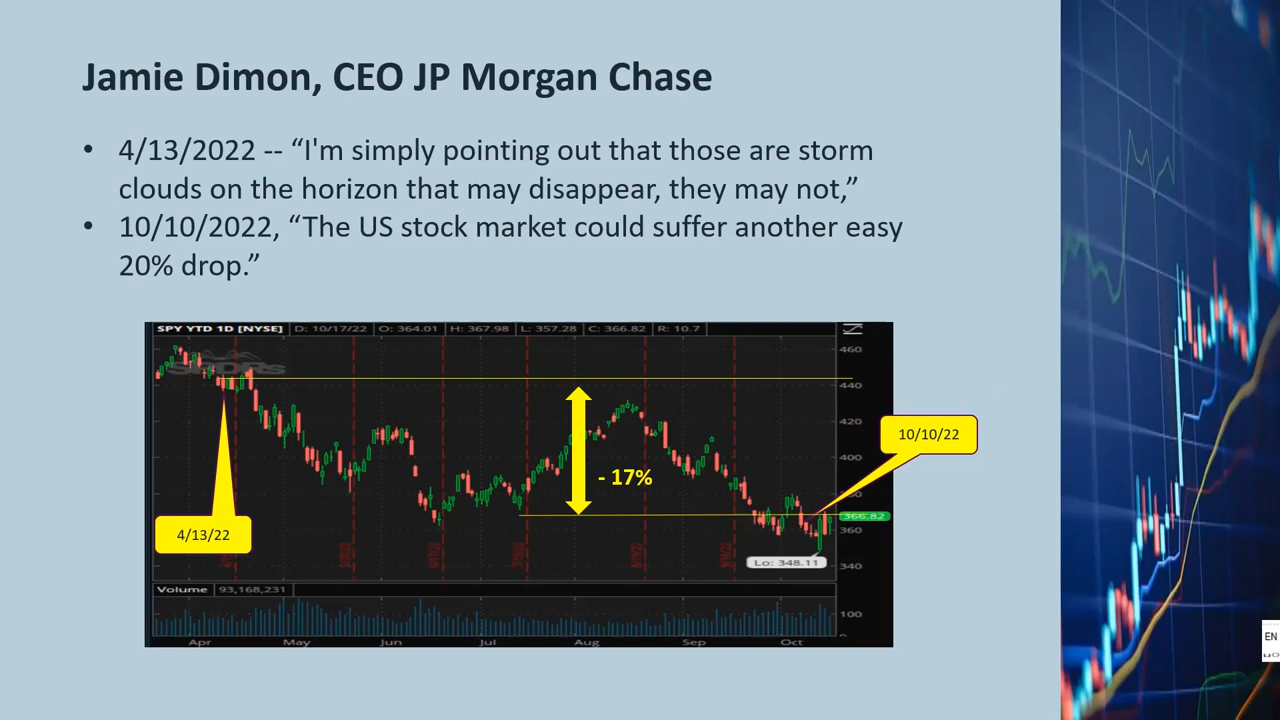 Jamie Dimon, CEO JP Morgan Chase
• 4/13/2022 -- “I'm simply pointing out that those are storm
clouds on the horizon that may disappear, they may not,”
• 10/10/2022, “The US stock market could suffer another easy
20% drop.”
SPY YTD 1D [NYSE] D: 10/17/22 O: 364.01 H: 367.98 L: 357.28 C: 366.82 R: 10.7
460
440
420
10/10/22
400
- 17%
366.82
4/13/22
360
Lo: 348.11
340
Volume 93,168,231
100
Apr May Jun Jul Aug Sep Oct
EN